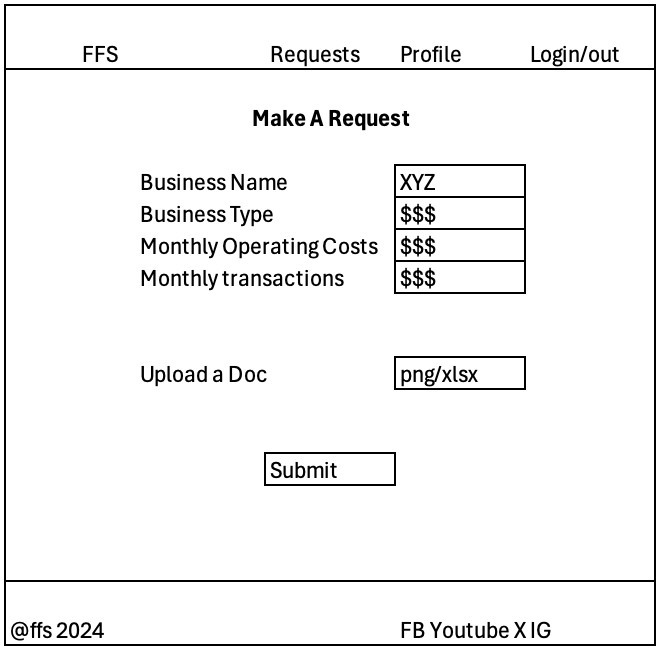 FFS Requests Profile Login/out
Make A Request
Business Name XYZ
Business Type $$$
Monthly Operating Costs $$$
Monthly transactions $$$
Upload a Doc png/xlsx
Submit
@ffs 2024 FB Youtube X IG